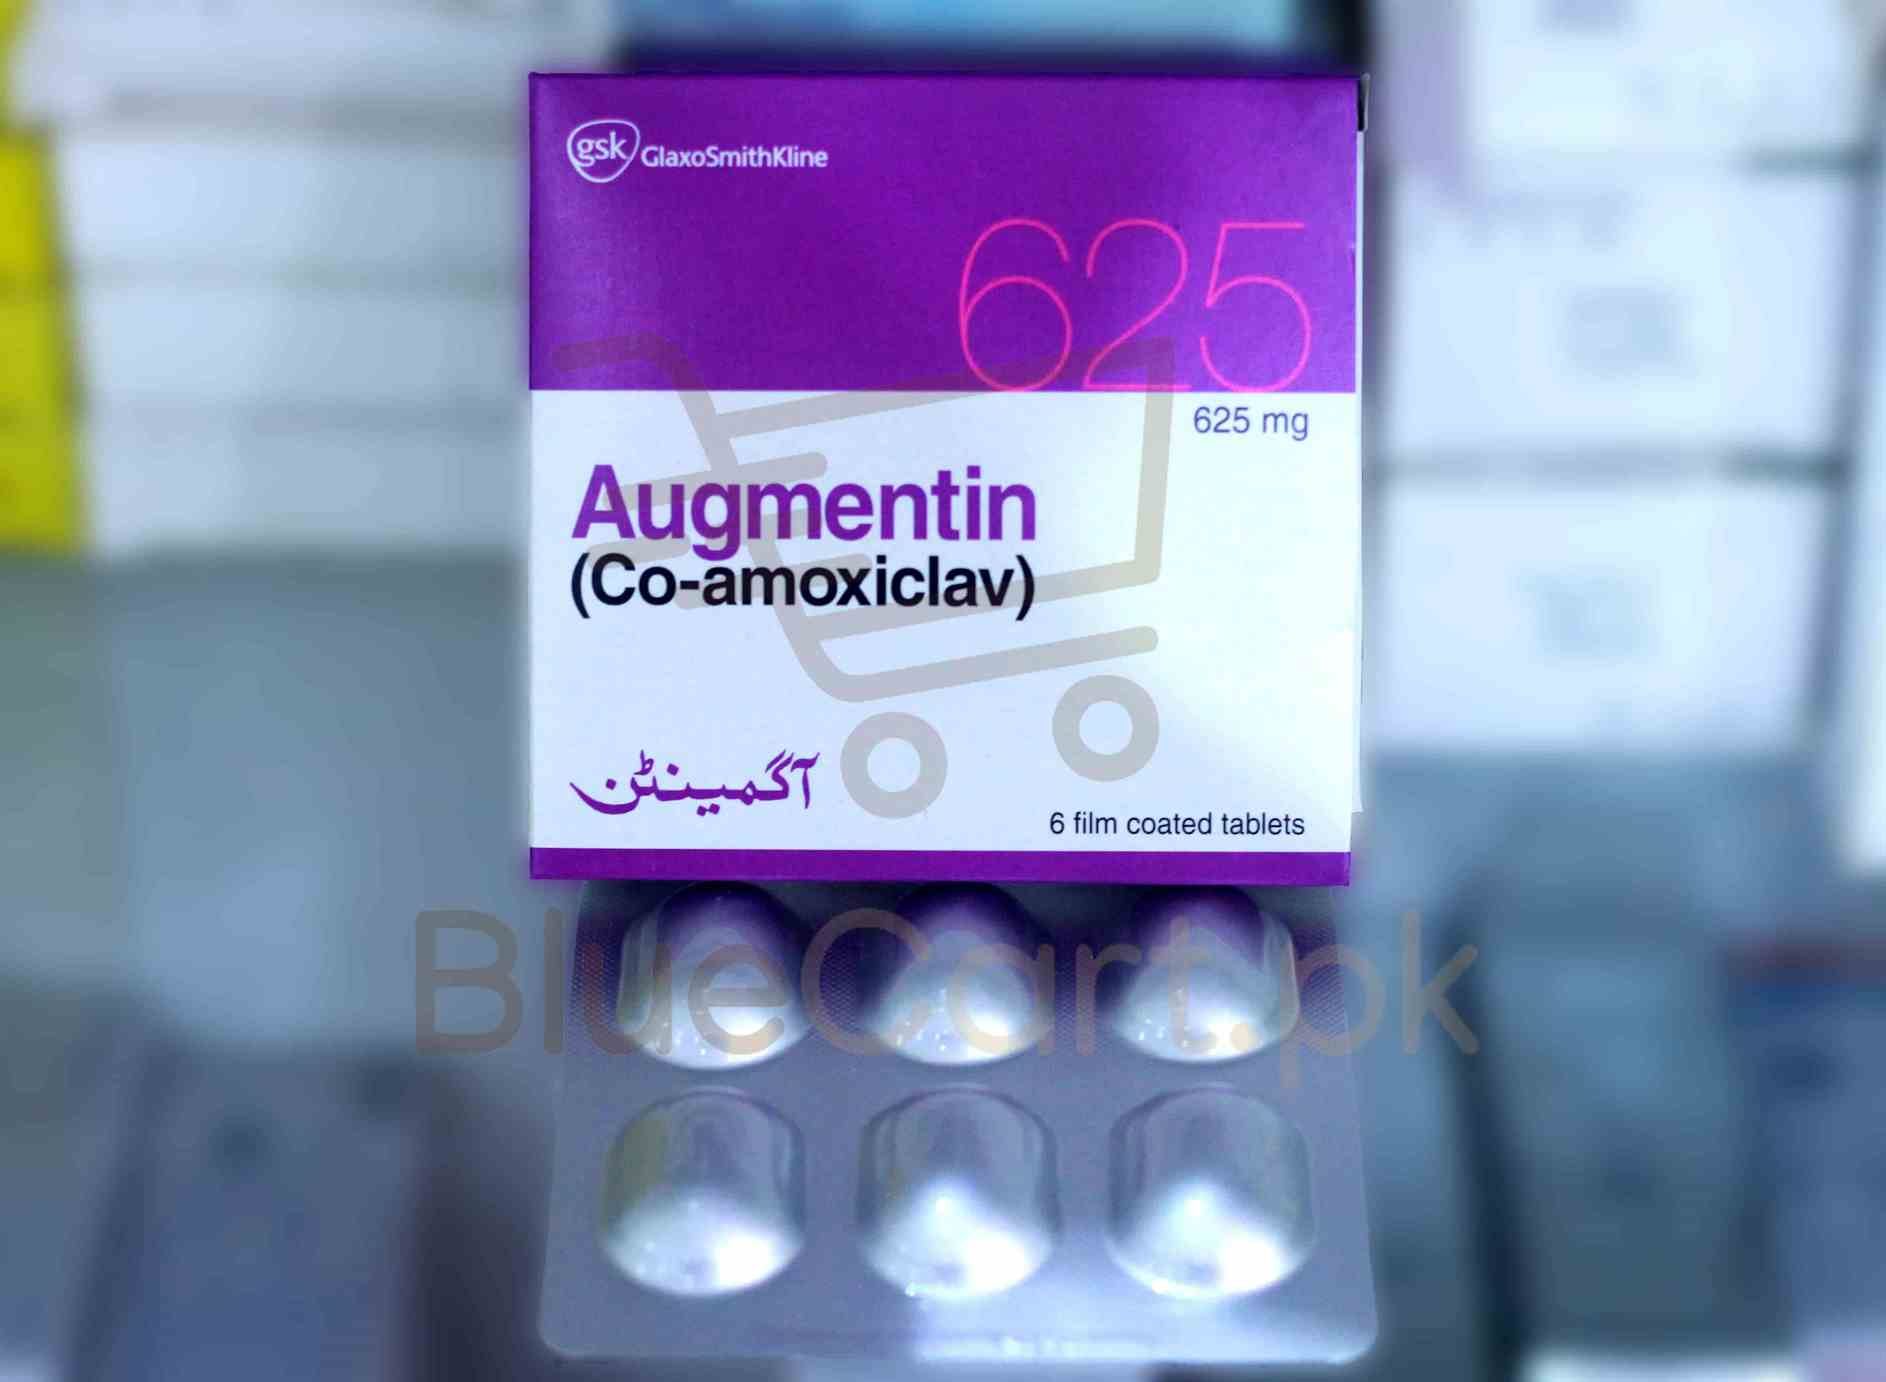 gsk GlaxoSmithKline
625
625 mg
Augmentin
(Co-amoxiclav)
آگمینٹن
6 film coated tablets
BlueCart.pk